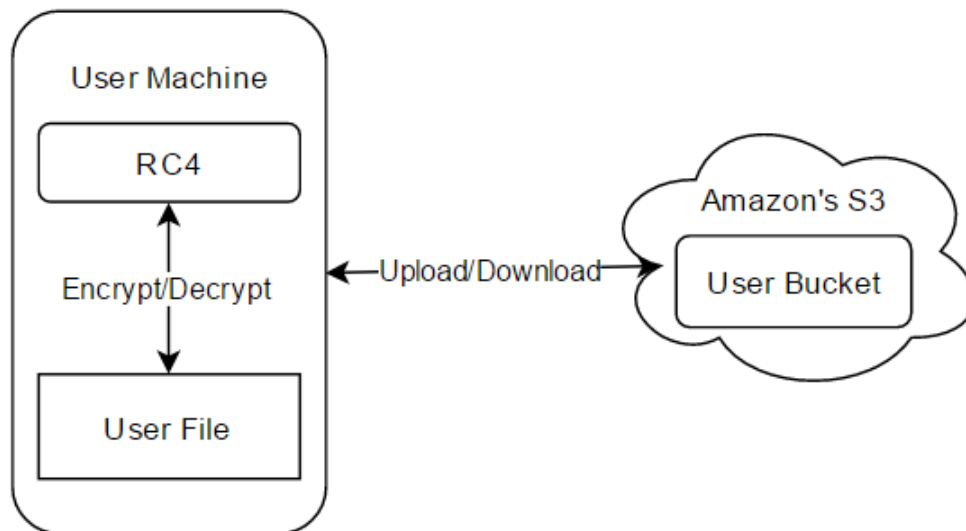 User Machine
RC4
Encrypt/Decrypt
User File
Upload/Download
Amazon's S3
User Bucket